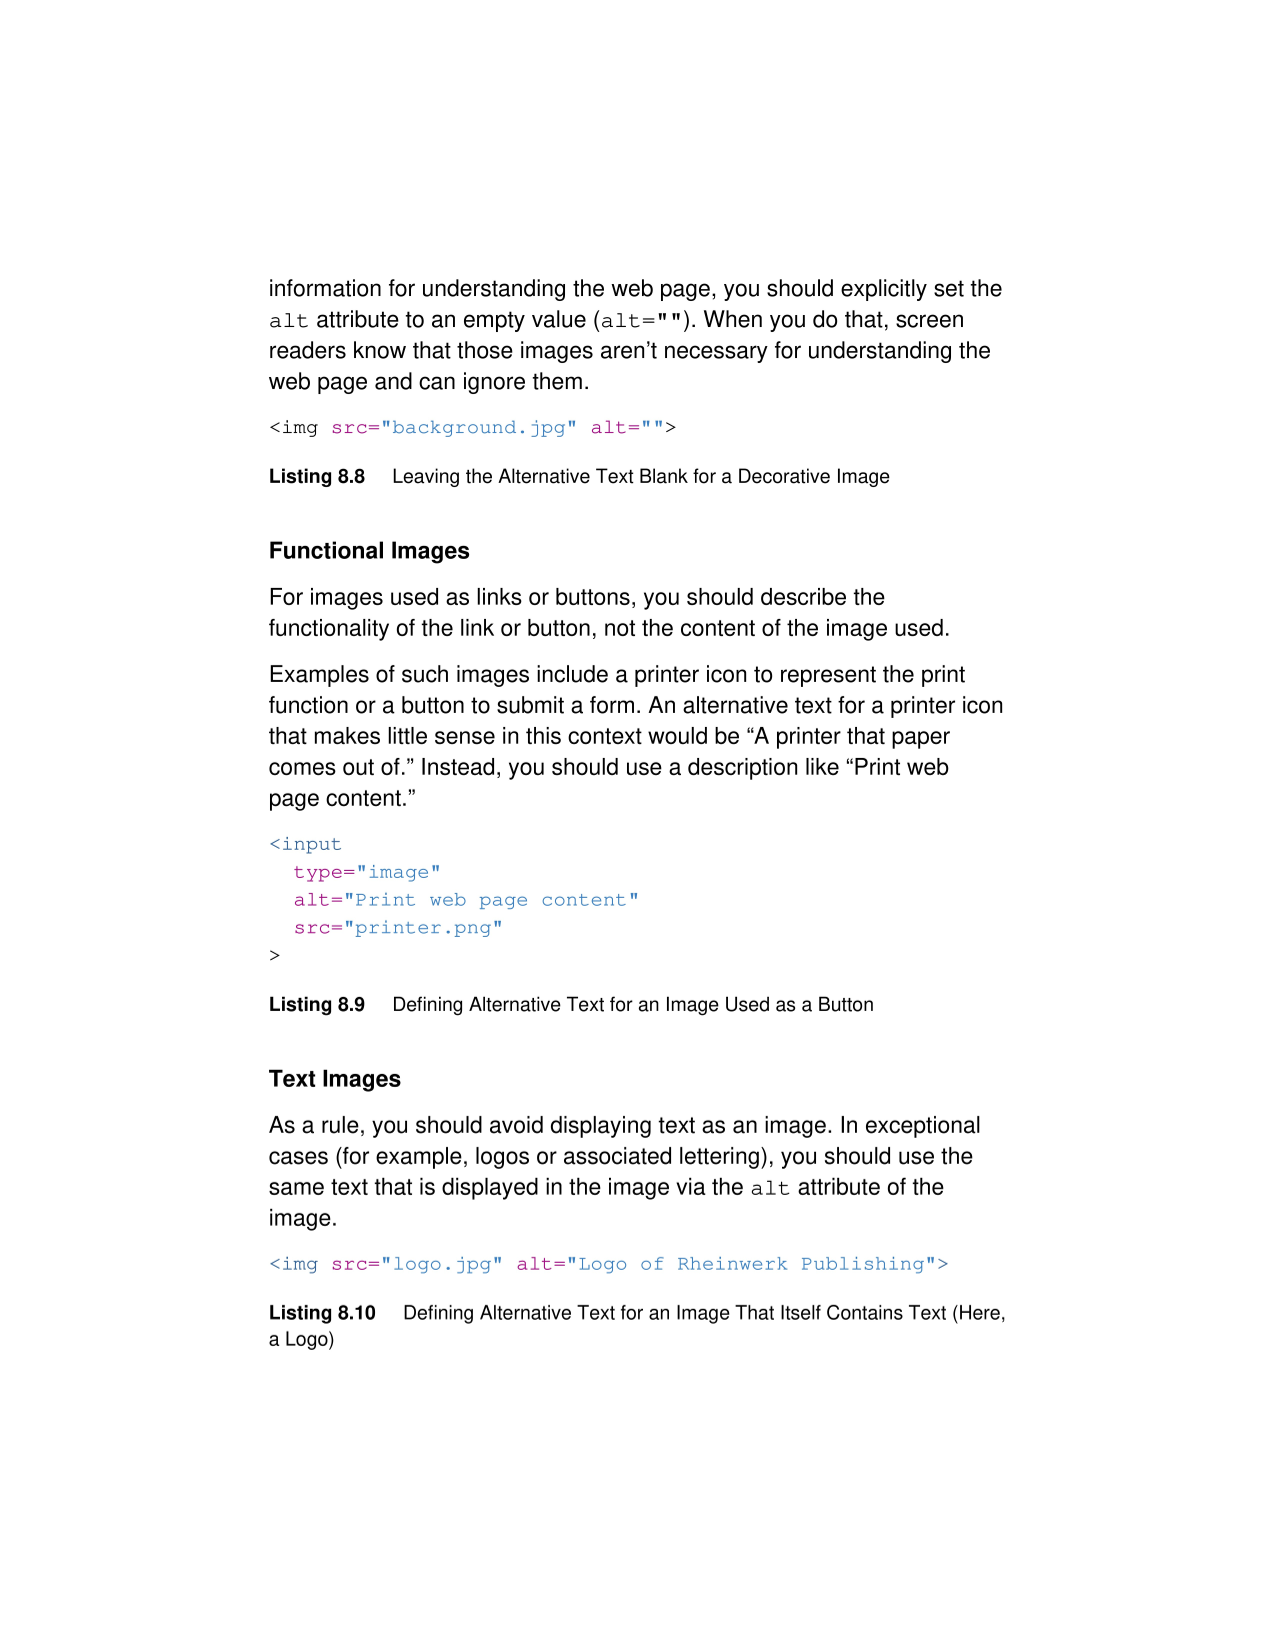 information for understanding the web page, you should explicitly set the
alt attribute to an empty value (alt=""). When you do that, screen
readers know that those images aren’t necessary for understanding the
web page and can ignore them.
<img src="background.jpg" alt="">
Listing 8.8 Leaving the Alternative Text Blank for a Decorative Image
Functional Images
For images used as links or buttons, you should describe the
functionality of the link or button, not the content of the image used.
Examples of such images include a printer icon to represent the print
function or a button to submit a form. An alternative text for a printer icon
that makes little sense in this context would be “A printer that paper
comes out of.” Instead, you should use a description like “Print web
page content.”
<input
  type="image"
  alt="Print web page content"
  src="printer.png"
>
Listing 8.9 Defining Alternative Text for an Image Used as a Button
Text Images
As a rule, you should avoid displaying text as an image. In exceptional
cases (for example, logos or associated lettering), you should use the
same text that is displayed in the image via the alt attribute of the
image.
<img src="logo.jpg" alt="Logo of Rheinwerk Publishing">
Listing 8.10 Defining Alternative Text for an Image That Itself Contains Text (Here,
a Logo)